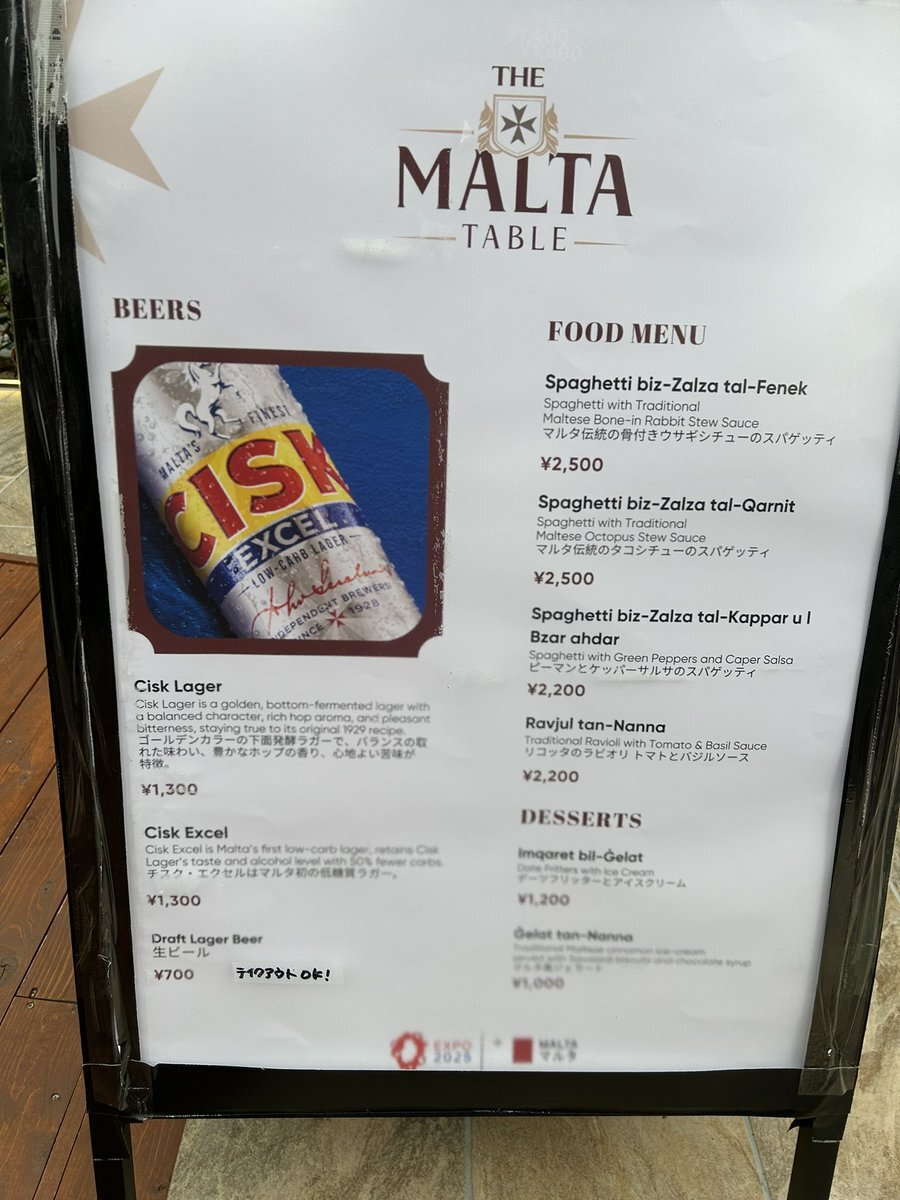 THE
MALTA
TABLE
BEERS
MALTA'S FINEST
CISK
EXCEL
LOW-CARB LAGER
INDEPENDENT BREWERS
SINCE 1928
Cisk Lager
Cisk Lager is a golden, bottom-fermented lager with
a balanced character, rich hop aroma, and pleasant
bitterness, staying true to its original 1929 recipe.
ゴールデンカラーの下面発酵ラガーで、バランスの取
れた味わい、豊かなホップの香り、心地よい苦味が
特徴。
¥1,300
Cisk Excel
Cisk Excel is Malta's first low-carb lager, retains Cisk
Lager's taste and alcohol level with 50% fewer carbs.
チスク・エクセルはマルタ初の低糖質ラガー。
¥1,300
Draft Lager Beer
生ビール
¥700
テイクアウトOK!
FOOD MENU
Spaghetti biz-Zalza tal-Fenek
Spaghetti with Traditional
Maltese Bone-in Rabbit Stew Sauce
マルタ伝統の骨付きウサギシチューのスパゲッティ
¥2,500
Spaghetti biz-Zalza tal-Qarnit
Spaghetti with Traditional
Maltese Octopus Stew Sauce
マルタ伝統のタコシチューのスパゲッティ
¥2,500
Spaghetti biz-Zalza tal-Kappar u l
Bzar ahdar
Spaghetti with Green Peppers and Caper Salsa
ピーマンとケッパーサルサのスパゲッティ
¥2,200
Ravjul tan-Nanna
Traditional Ravioli with Tomato & Basil Sauce
リコッタのラビオリ トマトとバジルソース
¥2,200
DESSERTS
Imqaret bil-Ġelat
Date Fritters with Ice Cream
デーツフリッターとアイスクリーム
¥1,200
Ġelat tan-Nanna
Traditional Maltese cinnamon ice-cream
served with flavoured biscuits and chocolate syrup
¥1,000
EXPO
2025
MALTA
マルタ